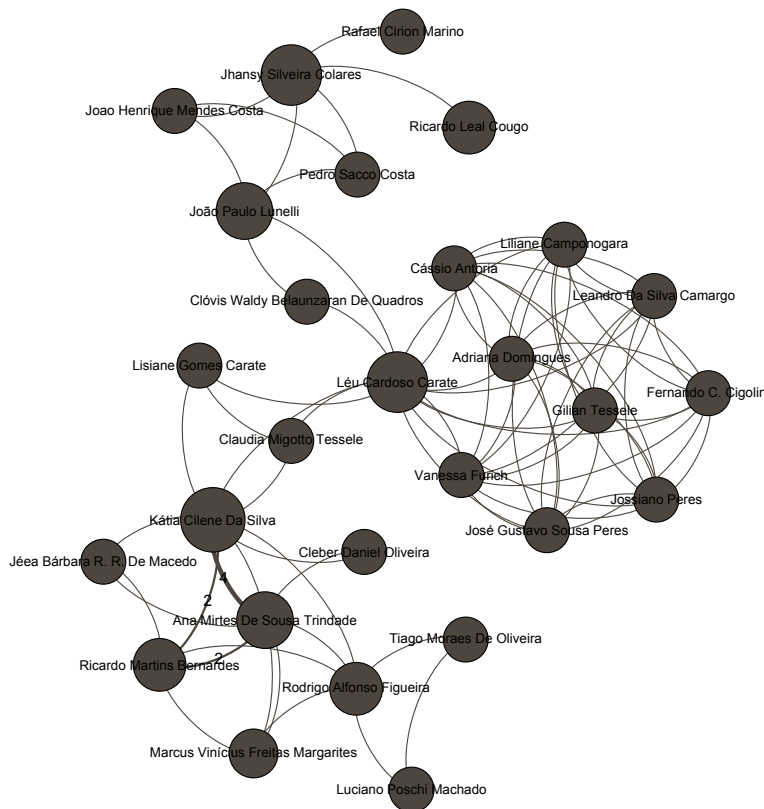 Rafael Cirion Marino
Jhansy Silveira Colares
Joao Henrique Mendes Costa
Ricardo Leal Cougo
Pedro Sacco Costa
João Paulo Lunelli
Liliane Camponogara
Cássio Antoria
Leandro Da Silva Camargo
Clóvis Waldy Belaunzaran De Quadros
Adriana Domingues
Lisiane Gomes Carate
Léu Cardoso Carate
Fernando C. Cigolin
Gilian Tessele
Claudia Migotto Tessele
Vanessa Furich
Jossiano Peres
Kátia Cilene Da Silva
José Gustavo Sousa Peres
Cleber Daniel Oliveira
Jéea Bárbara R. R. De Macedo
4
2
Ana Mirtes De Sousa Trindade
Tiago Moraes De Oliveira
2
Ricardo Martins Bernardes
Rodrigo Alfonso Figueira
Marcus Vinícius Freitas Margarites
Luciano Poschi Machado